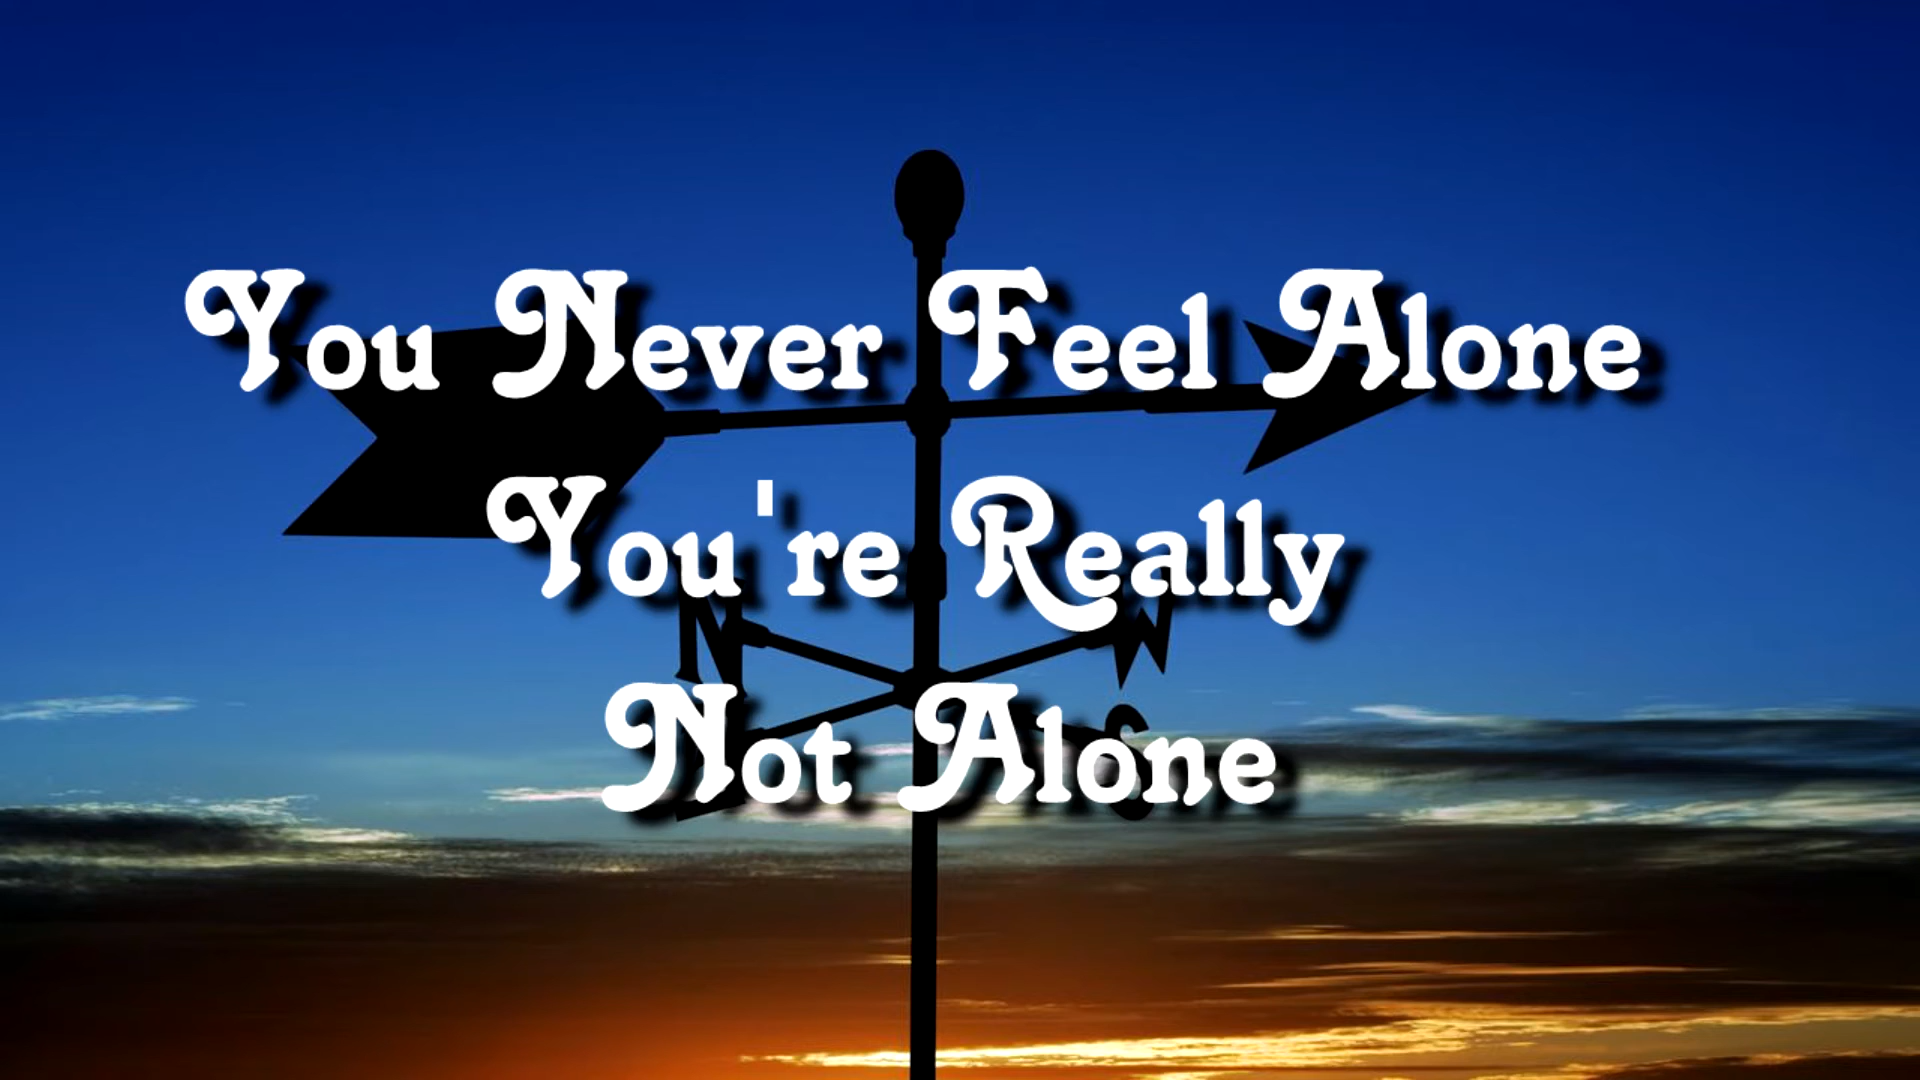 You Never Feel Alone
You're Really
Not Alone
N
W
S